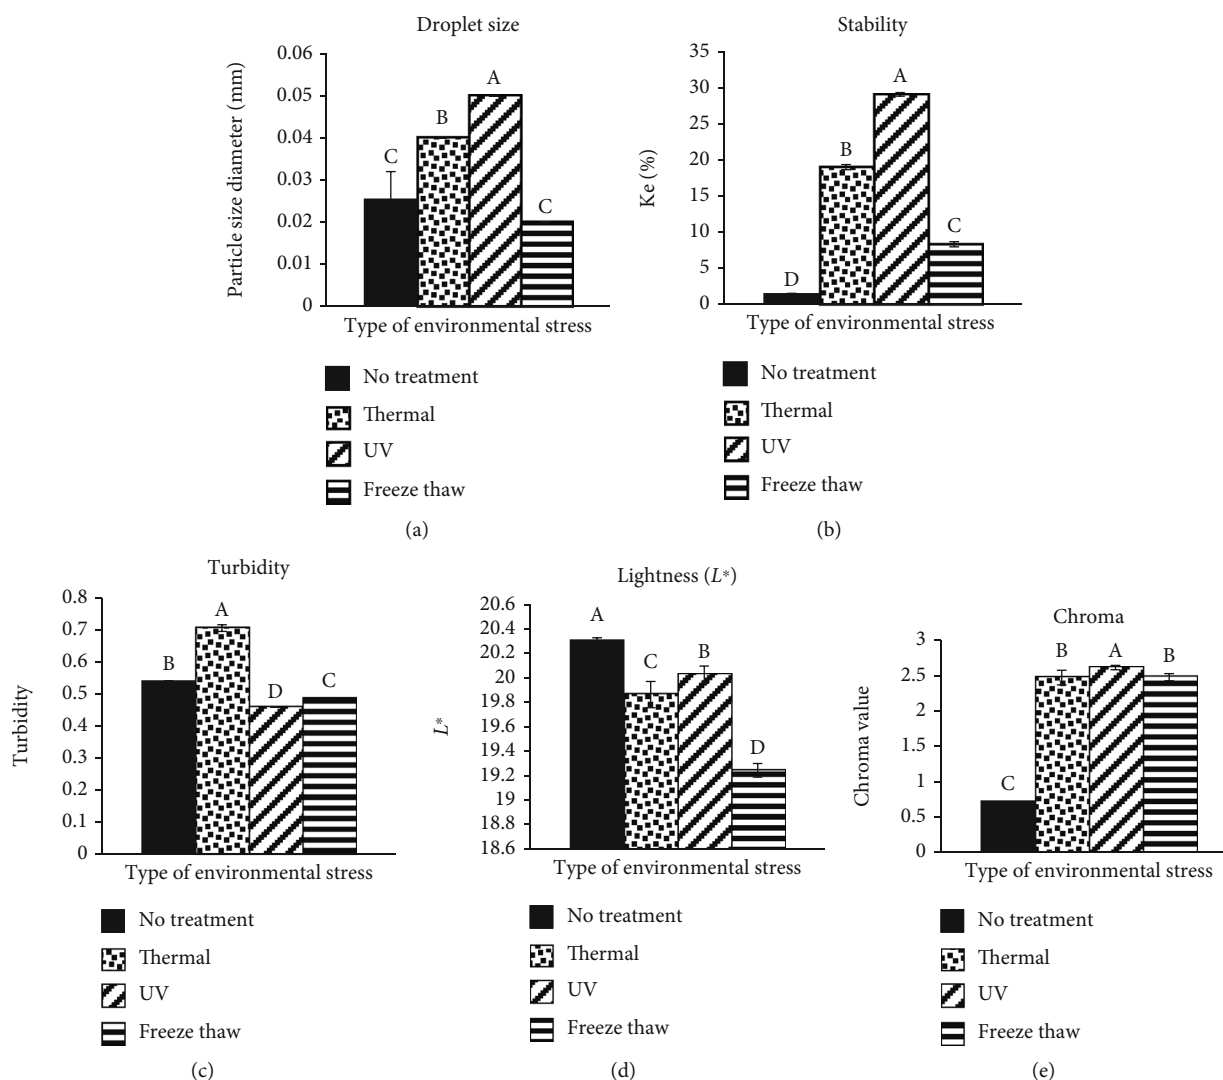 Droplet size
Particle size diameter (mm)
0.06
0.05
0.04
0.03
0.02
0.01
0
C
B
A
C
Type of environmental stress
No treatment
Thermal
UV
Freeze thaw
(a)
Stability
Ke (%)
35
30
25
20
15
10
5
0
D
B
A
C
Type of environmental stress
No treatment
Thermal
UV
Freeze thaw
(b)
Turbidity
Turbidity
0.8
0.7
0.6
0.5
0.4
0.3
0.2
0.1
0
B
A
D
C
Type of environmental stress
No treatment
Thermal
UV
Freeze thaw
(c)
Lightness (L*)
L*
20.6
20.4
20.2
20
19.8
19.6
19.4
19.2
19
18.8
18.6
A
C
B
D
Type of environmental stress
No treatment
Thermal
UV
Freeze thaw
(d)
Chroma
Chroma value
3
2.5
2
1.5
1
0.5
0
C
B
A
B
Type of environmental stress
No treatment
Thermal
UV
Freeze thaw
(e)